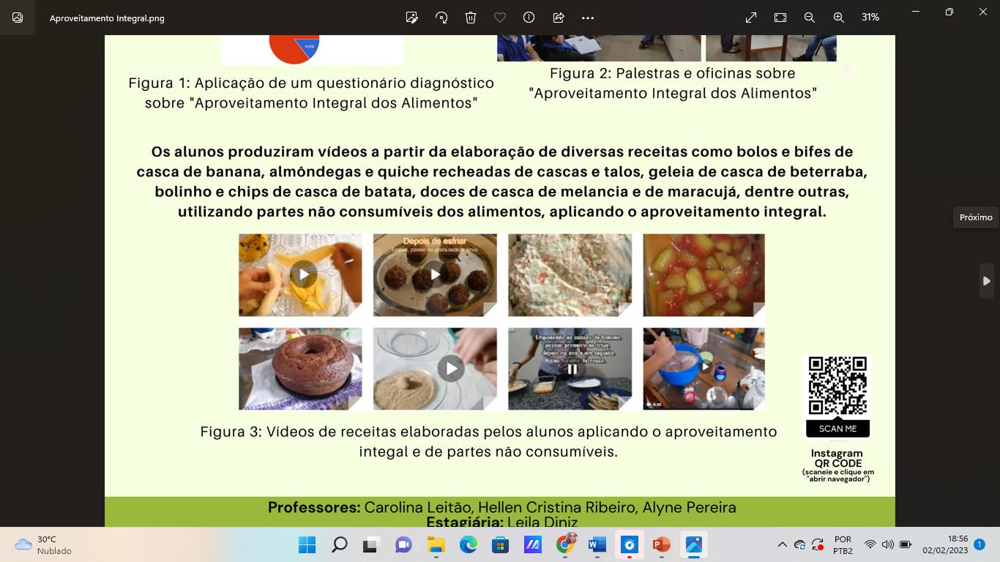 Aproveitamento Integral.png
31%
14,6%
Figura 1: Aplicação de um questionário diagnóstico
sobre "Aproveitamento Integral dos Alimentos"
Figura 2: Palestras e oficinas sobre
"Aproveitamento Integral dos Alimentos"
Os alunos produziram vídeos a partir da elaboração de diversas receitas como bolos e bifes de
casca de banana, almôndegas e quiche recheadas de cascas e talos, geleia de casca de beterraba,
bolinho e chips de casca de batata, doces de casca de melancia e de maracujá, dentre outras,
utilizando partes não consumíveis dos alimentos, aplicando o aproveitamento integral.
Próximo
Depois de esfriar
Enrole, passe no granulado e sirva
Empanando as cascas de banana,
passar primeiro no trigo,
depois no ovo e em seguida,
na farinha de rosca.
Figura 3: Vídeos de receitas elaboradas pelos alunos aplicando o aproveitamento
integal e de partes não consumíveis.
SCAN ME
Instagram
QR CODE
(scaneie e clique em
"abrir navegador")
Professores: Carolina Leitão, Hellen Cristina Ribeiro, Alyne Pereira
Estagiária: Leila Diniz
30°C
Nublado
POR
PTB2
18:56
02/02/2023
1